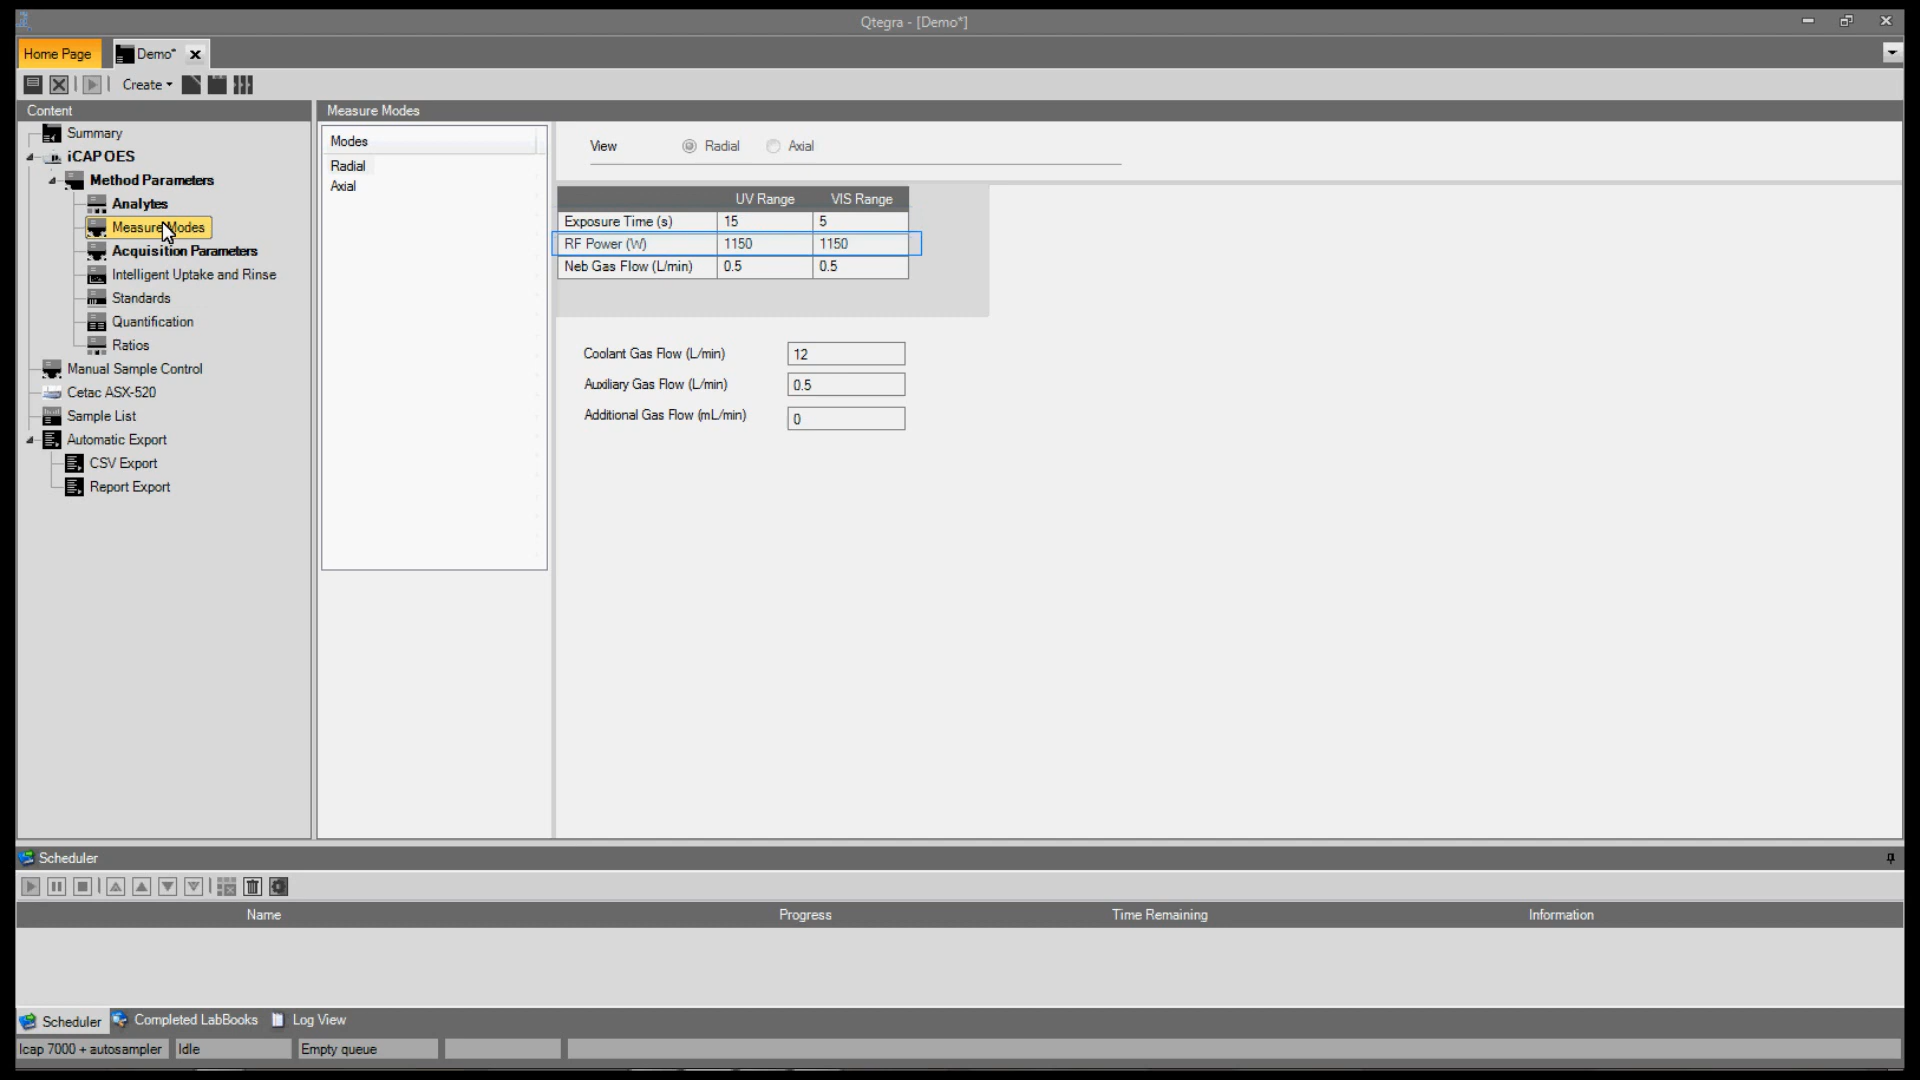 Qtegra - [Demo*]
Home Page
Demo*
Create
Content
Summary
iCAP OES
Method Parameters
Analytes
Measure Modes
Acquisition Parameters
Intelligent Uptake and Rinse
Standards
Quantification
Ratios
Manual Sample Control
Cetac ASX-520
Sample List
Automatic Export
CSV Export
Report Export
Measure Modes
Modes
Radial
Axial
View Radial Axial
UV Range VIS Range
Exposure Time (s) 15 5
RF Power (W) 1150 1150
Neb Gas Flow (L/min) 0.5 0.5
Coolant Gas Flow (L/min) 12
Auxiliary Gas Flow (L/min) 0.5
Additional Gas Flow (mL/min) 0
Scheduler
Name Progress Time Remaining Information
Scheduler Completed LabBooks Log View
Icap 7000 + autosampler Idle Empty queue